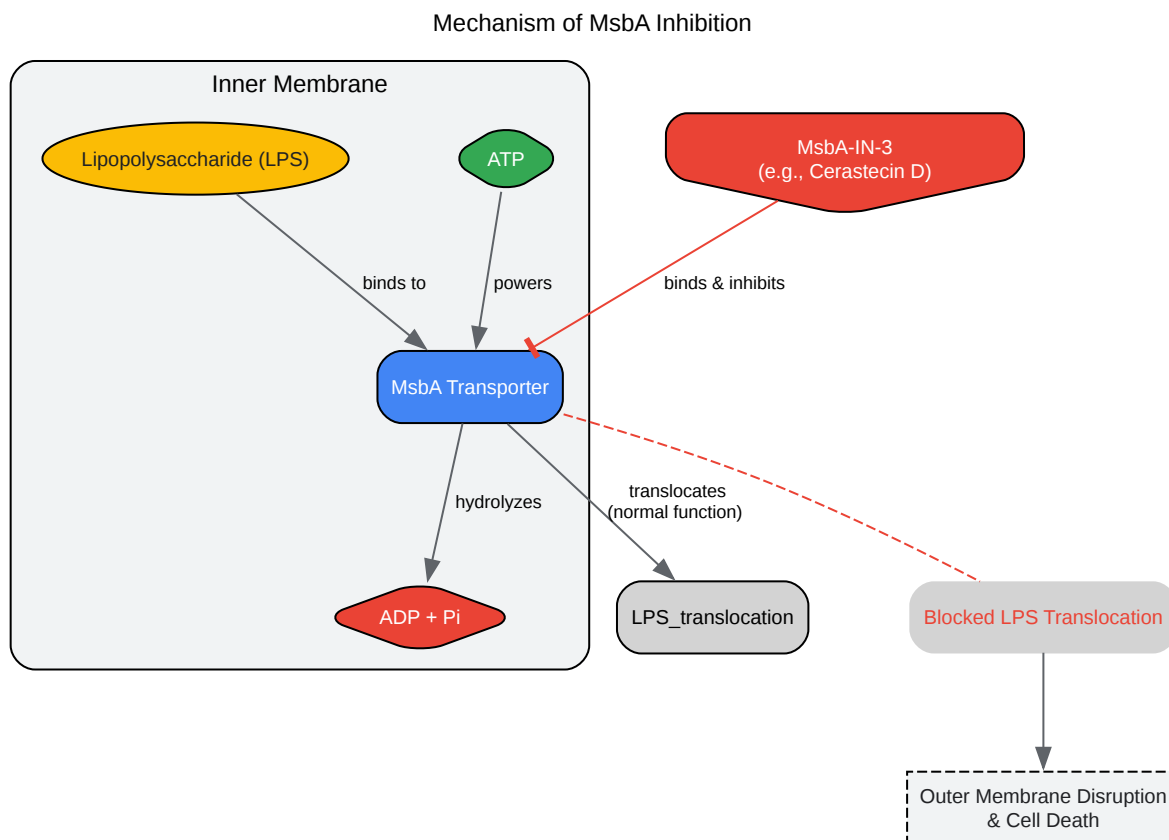 Mechanism of MsbA Inhibition
Inner Membrane
Lipopolysaccharide (LPS)
ATP
MsbA-IN-3
(e.g., Cerastecin D)
binds to
powers
binds & inhibits
MsbA Transporter
hydrolyzes
translocates
(normal function)
ADP + Pi
LPS_translocation
Blocked LPS Translocation
Outer Membrane Disruption
& Cell Death